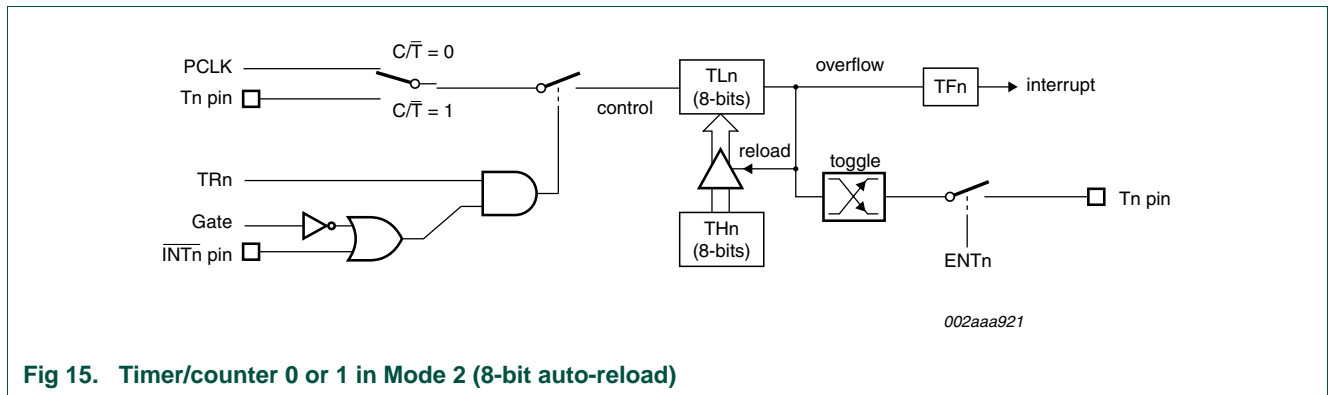 C/T̅ = 0
PCLK
Tn pin
C/T̅ = 1
control
TLn
(8-bits)
overflow
TFn
interrupt
reload
toggle
TRn
Gate
I̅N̅T̅n̅ pin
THn
(8-bits)
Tn pin
ENTn
002aaa921
Fig 15. Timer/counter 0 or 1 in Mode 2 (8-bit auto-reload)